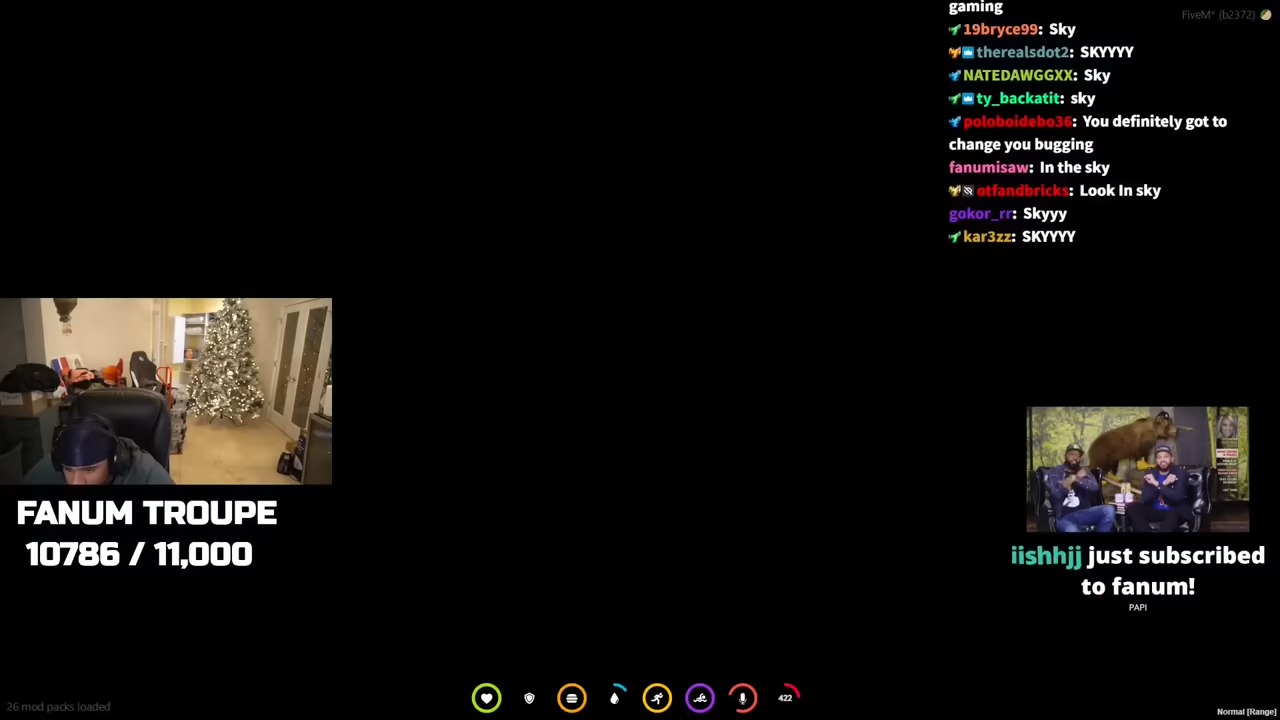 gaming
FiveM* (b2372)
19bryce99: Sky
therealsdot2: SKYYYY
NATEDAWGGXX: Sky
ty_backatit: sky
poloboidebo36: You definitely got to
change you bugging
fanumisaw: In the sky
otfandbricks: Look In sky
gokor_rr: Skyyy
kar3zz: SKYYYY
FANUM TROUPE
10786 / 11,000
iishhjj just subscribed
to fanum!
PAPI
422
26 mod packs loaded
Normal [Range]